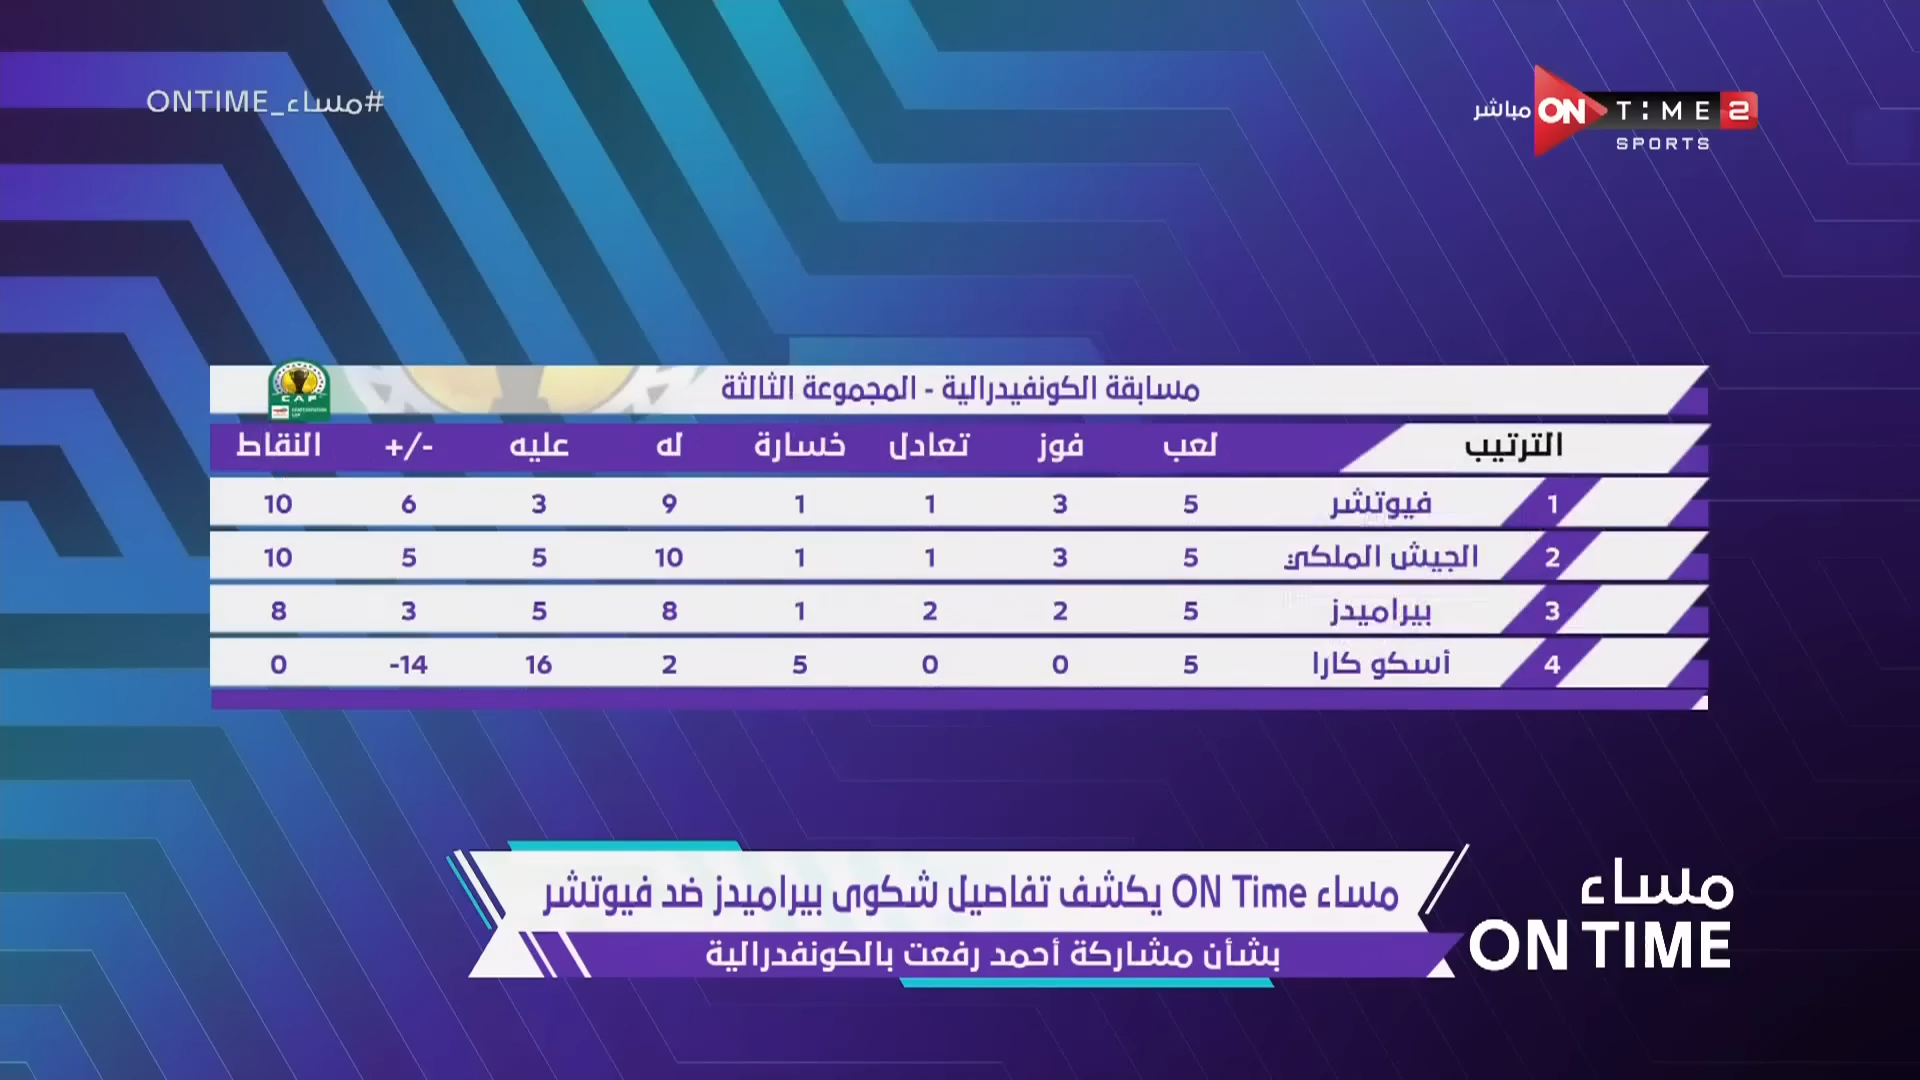 #مساء_ONTIME
مباشر ON TIME 2
SPORTS
مسابقة الكونفيدرالية - المجموعة الثالثة
CAF
الترتيب لعب فوز تعادل خسارة له عليه +/- النقاط
1 فيوتشر 5 3 1 1 9 3 6 10
2 الجيش الملكي 5 3 1 1 10 5 5 10
3 بيراميدز 5 2 2 1 8 5 3 8
4 أسكو كارا 5 0 0 5 2 16 -14 0
مساء ON Time يكشف تفاصيل شكوى بيراميدز ضد فيوتشر
بشأن مشاركة أحمد رفعت بالكونفدرالية
مساء
ON TIME